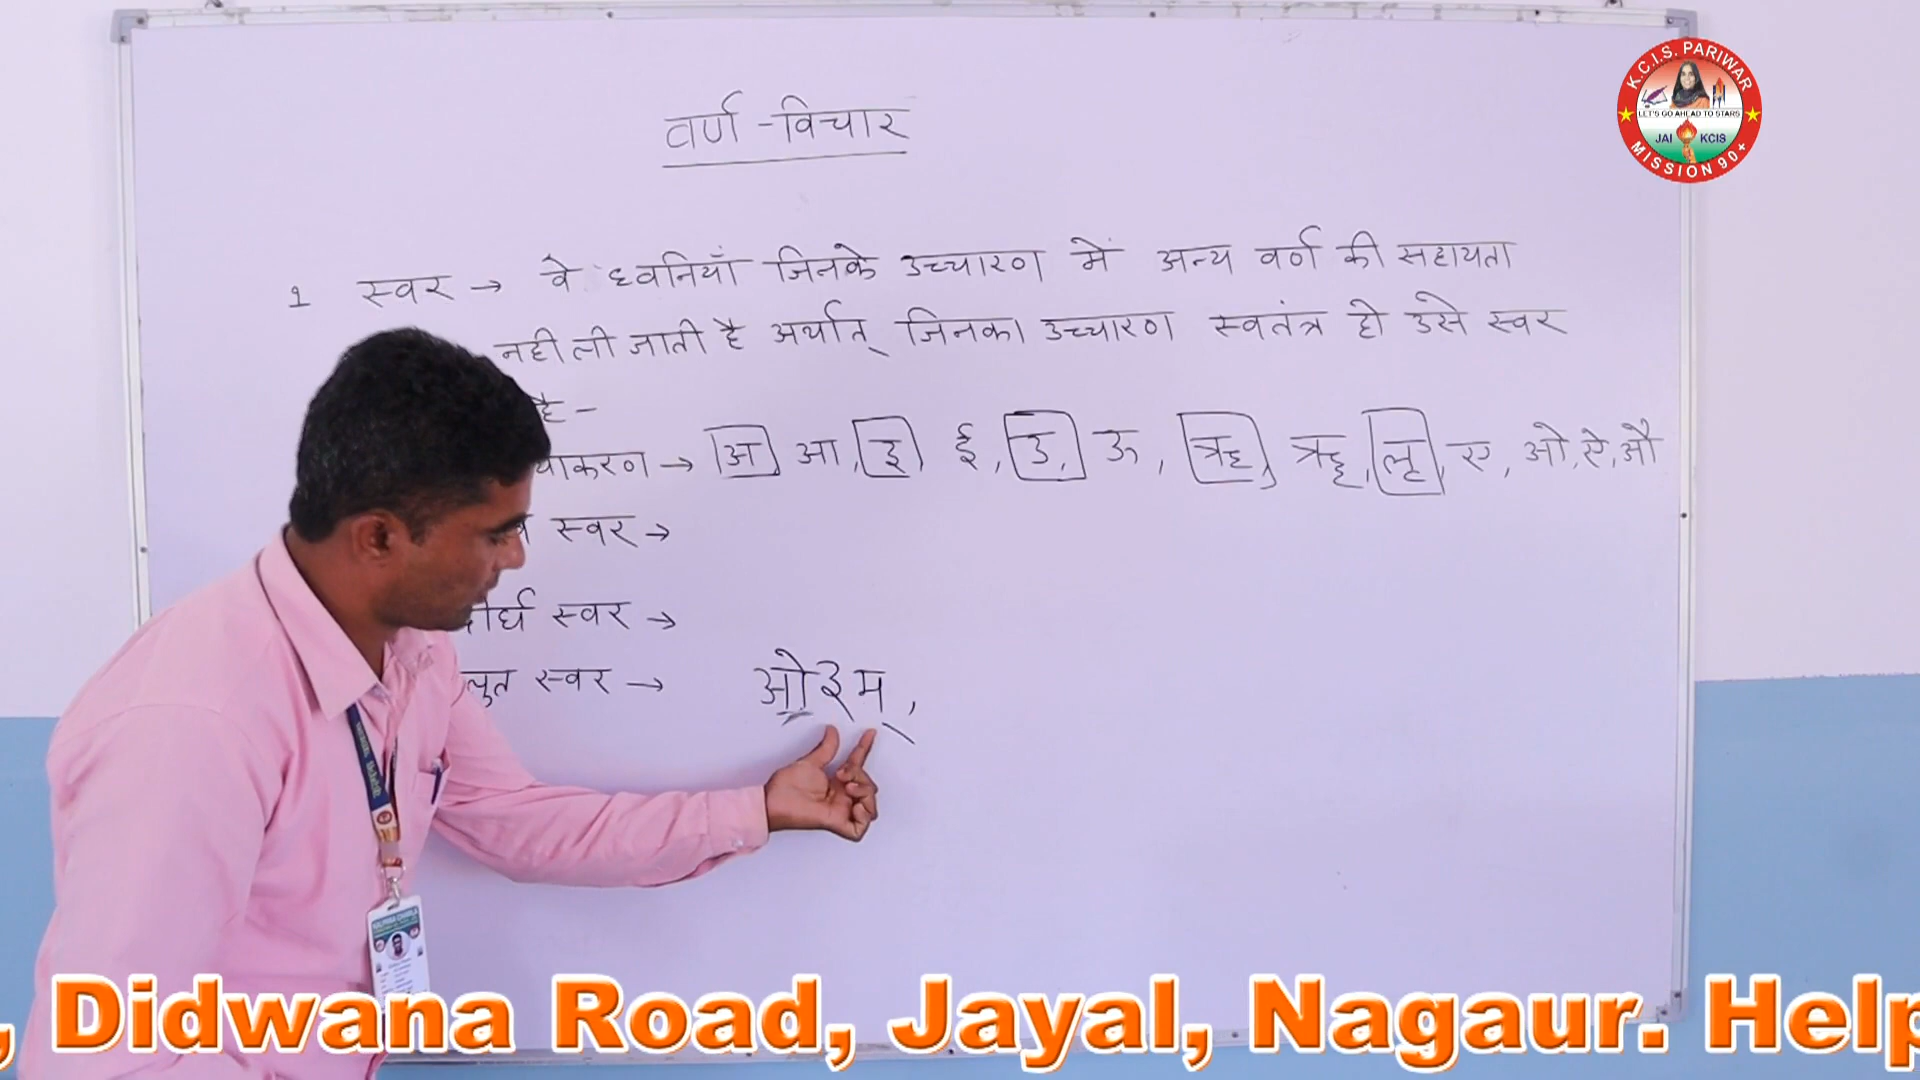 K.C.I.S. PARIWAR
LET'S GO AHEAD TO STARS
JAI KCIS
MISSION 90+
वर्ण - विचार
1 स्वर → वे ध्वनियाँ जिनके उच्चारण में अन्य वर्ण की सहायता
नही ली जाती है अर्थात् जिनका उच्चारण स्वतंत्र हो उसे स्वर
है -
याकरण → अ आ, इ ई, उ, ऊ, ऋ, ॠ, लृ, ए, ओ, ऐ, औ
स्वर →
दीर्घ स्वर →
लुत स्वर → ओ३म्,
, Didwana Road, Jayal, Nagaur. Help